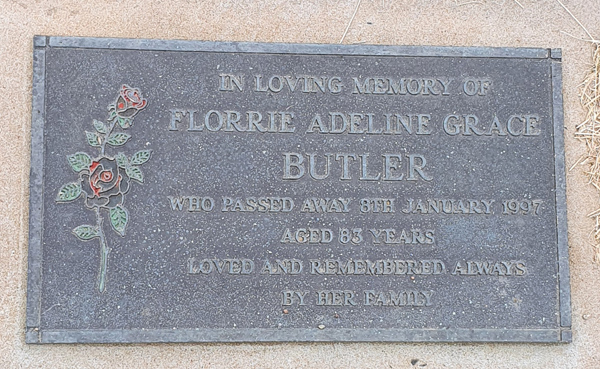 IN LOVING MEMORY OF
FLORRIE ADELINE GRACE
BUTLER
WHO PASSED AWAY 8TH JANUARY 1997
AGED 83 YEARS
LOVED AND REMEMBERED ALWAYS
BY HER FAMILY